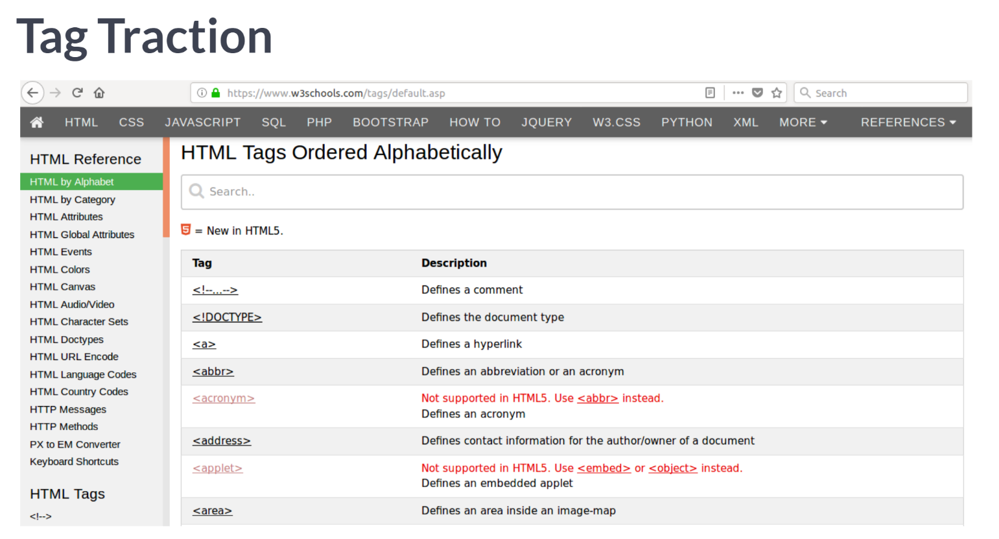 Tag Traction
https://www.w3schools.com/tags/default.asp
Search
HTML CSS JAVASCRIPT SQL PHP BOOTSTRAP HOW TO JQUERY W3.CSS PYTHON XML MORE REFERENCES
HTML Reference
HTML by Alphabet
HTML by Category
HTML Attributes
HTML Global Attributes
HTML Events
HTML Colors
HTML Canvas
HTML Audio/Video
HTML Character Sets
HTML Doctypes
HTML URL Encode
HTML Language Codes
HTML Country Codes
HTTP Messages
HTTP Methods
PX to EM Converter
Keyboard Shortcuts
HTML Tags
<!-->
HTML Tags Ordered Alphabetically
Search..
5 = New in HTML5.
Tag Description
<!--...--> Defines a comment
<!DOCTYPE> Defines the document type
<a> Defines a hyperlink
<abbr> Defines an abbreviation or an acronym
<acronym> Not supported in HTML5. Use <abbr> instead.
Defines an acronym
<address> Defines contact information for the author/owner of a document
<applet> Not supported in HTML5. Use <embed> or <object> instead.
Defines an embedded applet
<area> Defines an area inside an image-map